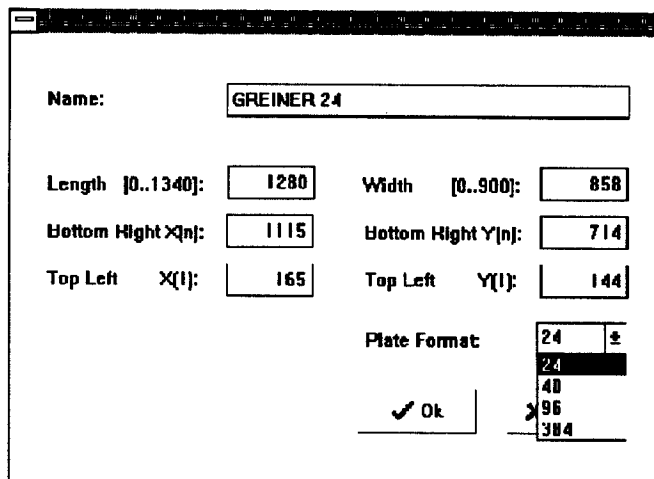 Name: GREINER 24
Length [0..1340]: 1280 Width [0..900]: 858
Bottom Right X[n]: 1115 Bottom Right Y[n]: 714
Top Left X(1): 165 Top Left Y(1): 144
Plate Format: 24
24
48
✓ Ok 96
384